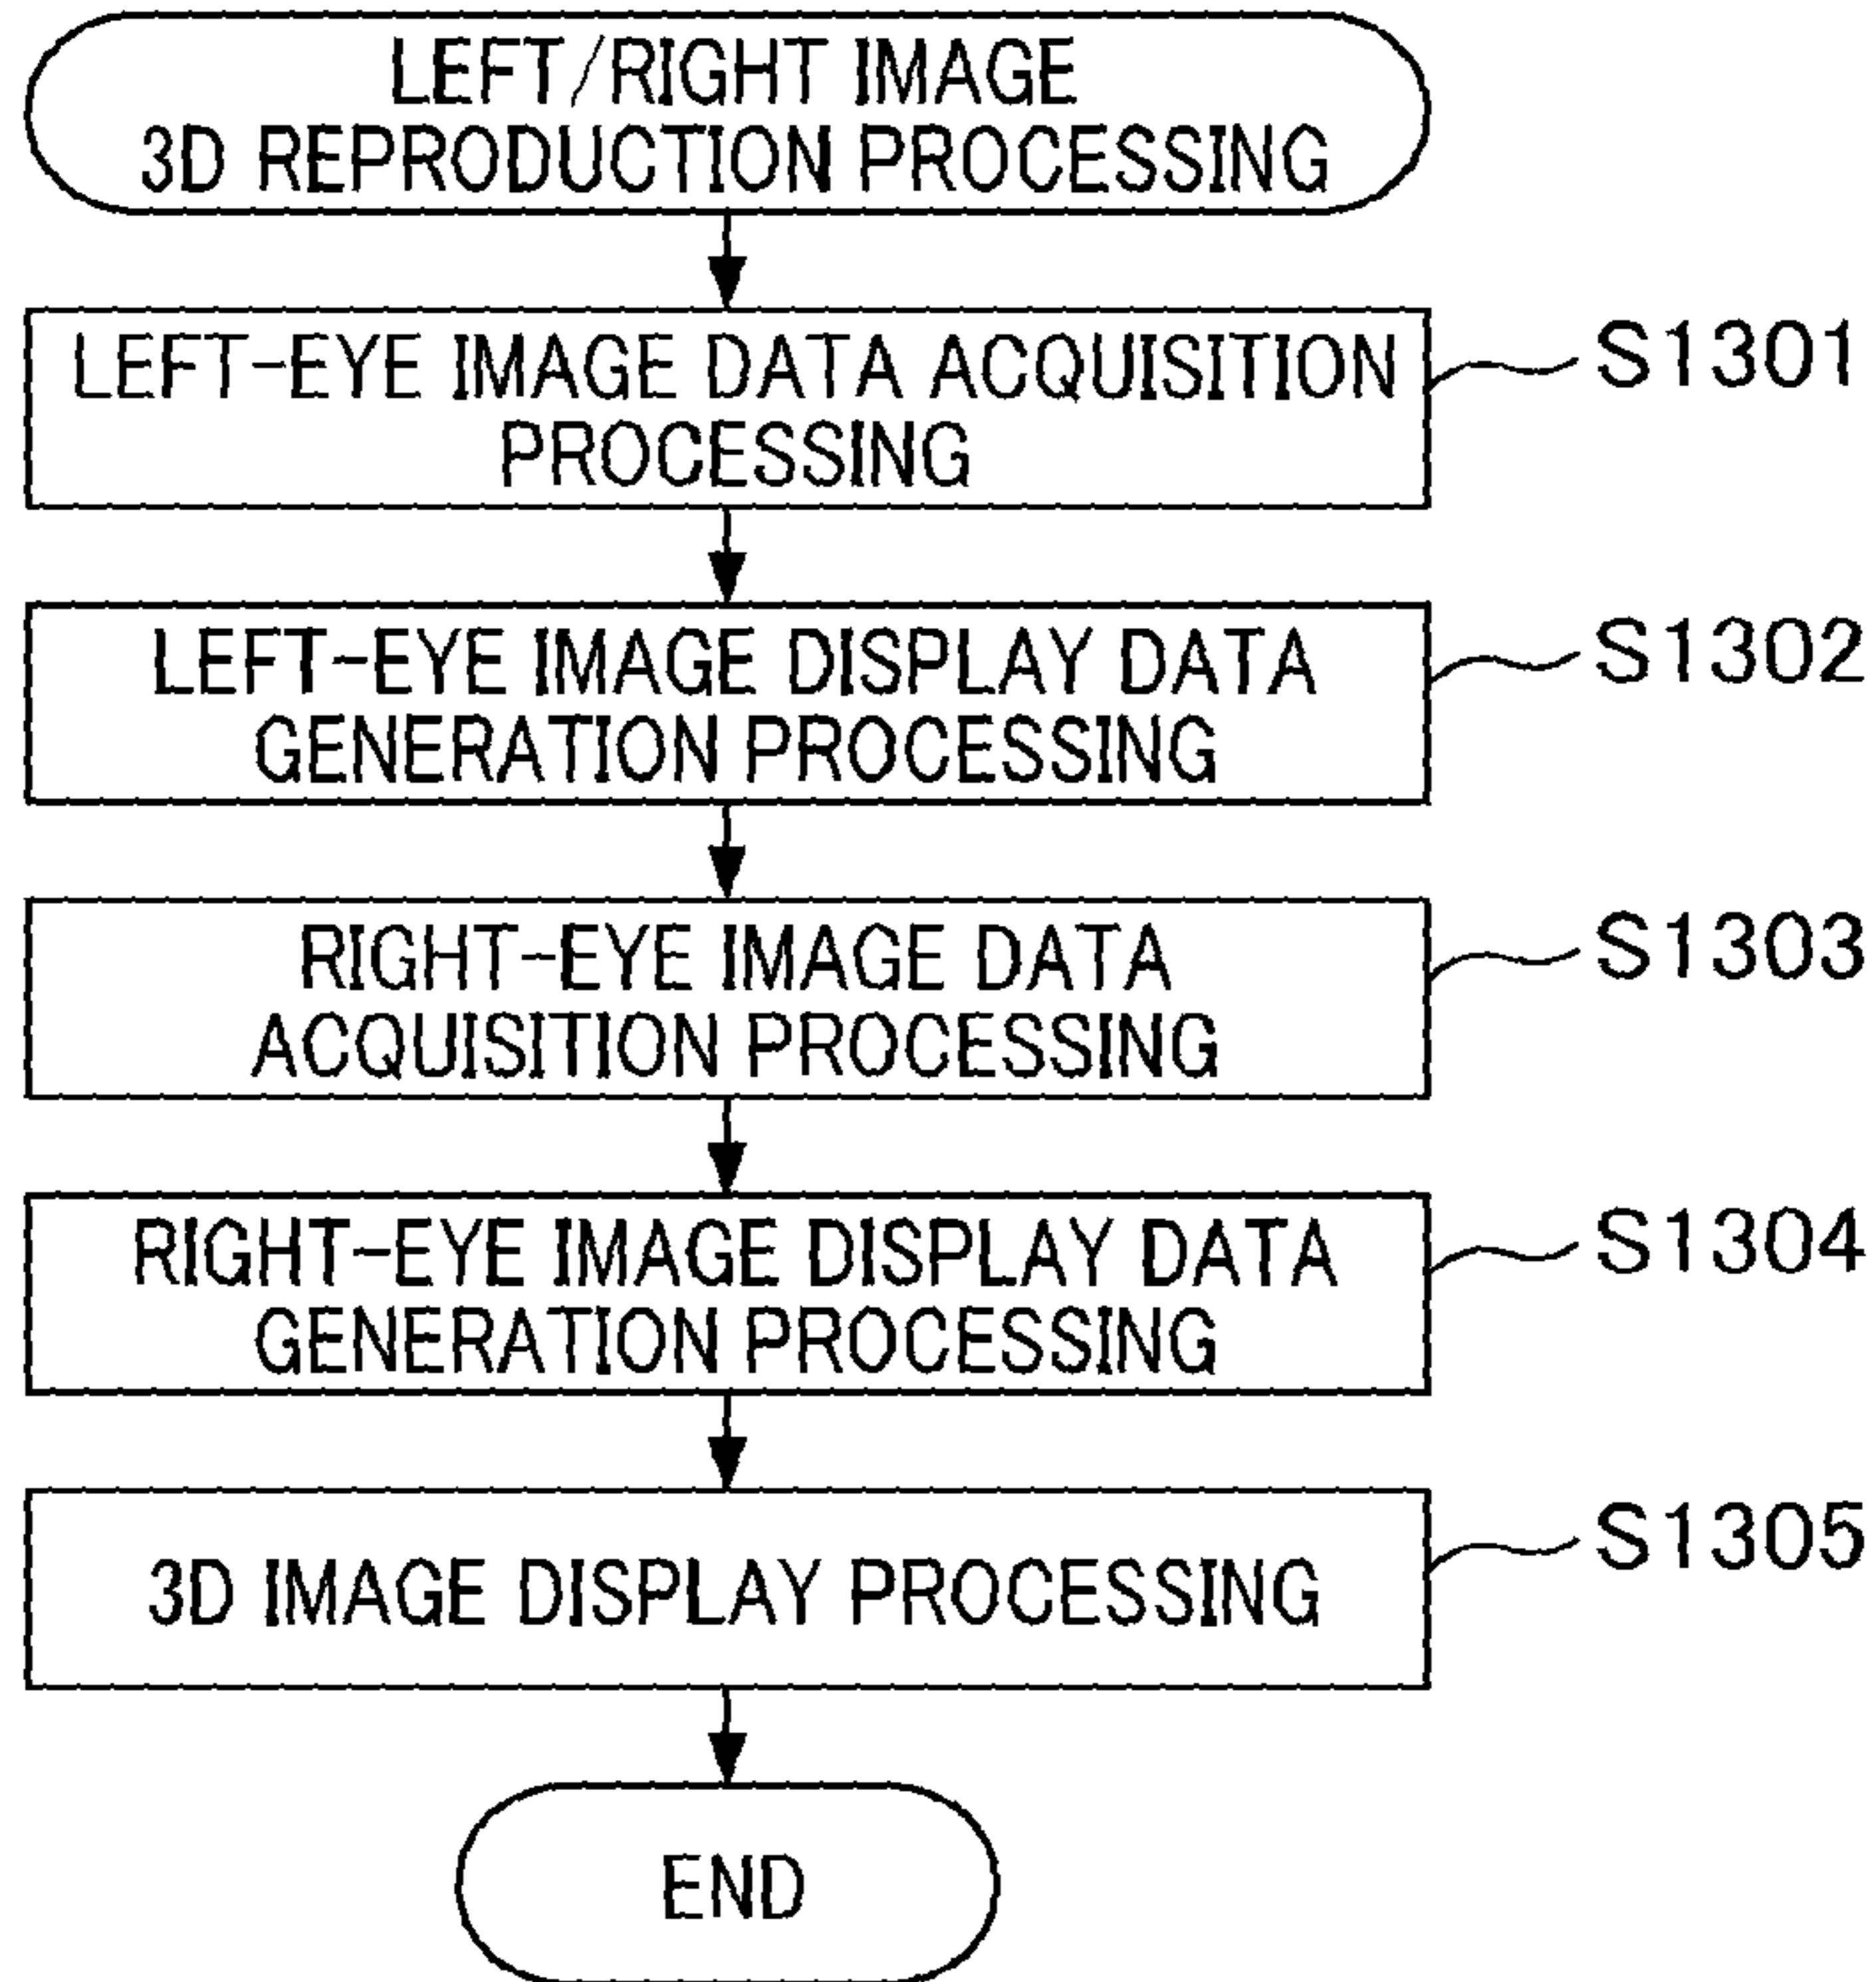 LEFT/RIGHT IMAGE
3D REPRODUCTION PROCESSING
LEFT-EYE IMAGE DATA ACQUISITION
PROCESSING
S1301
LEFT-EYE IMAGE DISPLAY DATA
GENERATION PROCESSING
S1302
RIGHT-EYE IMAGE DATA
ACQUISITION PROCESSING
S1303
RIGHT-EYE IMAGE DISPLAY DATA
GENERATION PROCESSING
S1304
3D IMAGE DISPLAY PROCESSING
S1305
END